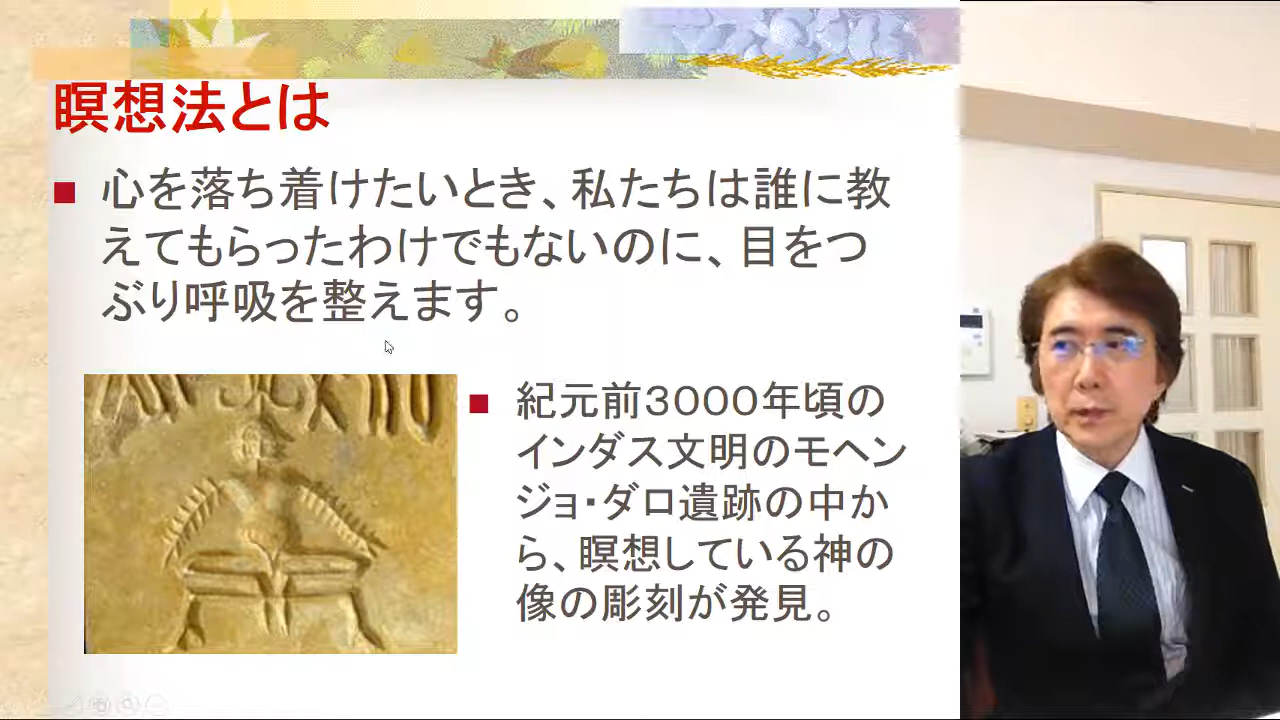 瞑想法とは
心を落ち着けたいとき、私たちは誰に教
えてもらったわけでもないのに、目をつ
ぶり呼吸を整えます。
紀元前3000年頃の
インダス文明のモヘン
ジョ・ダロ遺跡の中か
ら、瞑想している神の
像の彫刻が発見。